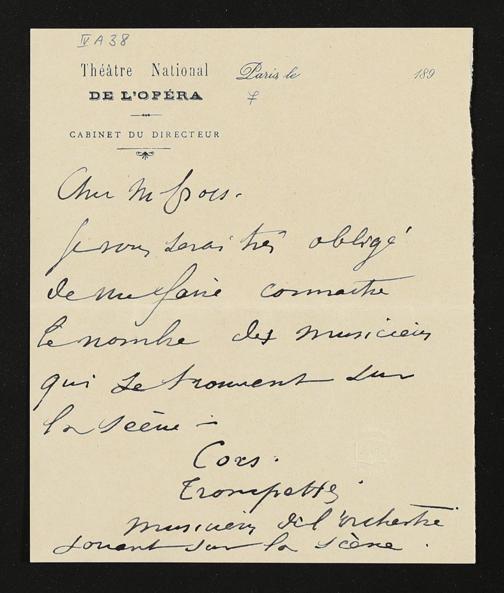 IV A 38
Théâtre National
DE L'OPÉRA
CABINET DU DIRECTEUR
Paris le 189
Cher M Gross.
Je vous serai très obligé
de me faire connaitre
le nombre des musiciens
qui se trouvent sur
la scène –
Cors.
Trompettes
musiciens de l'orchestre
jouant sur la scène.